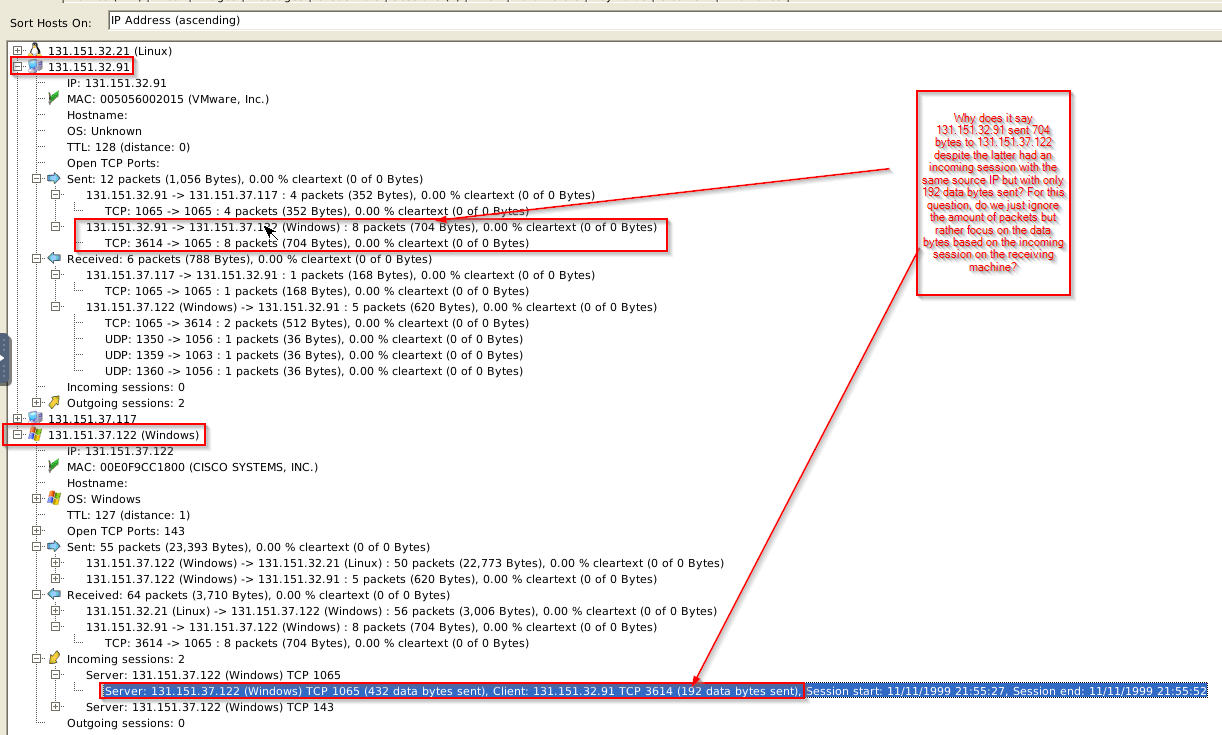 Sort Hosts On: IP Address (ascending)
131.151.32.21 (Linux)
131.151.32.91
IP: 131.151.32.91
MAC: 005056002015 (VMware, Inc.)
Hostname:
OS: Unknown
TTL: 128 (distance: 0)
Open TCP Ports:
Sent: 12 packets (1,056 Bytes), 0.00 % cleartext (0 of 0 Bytes)
131.151.32.91 -> 131.151.37.117 : 4 packets (352 Bytes), 0.00 % cleartext (0 of 0 Bytes)
TCP: 1065 -> 1065 : 4 packets (352 Bytes), 0.00 % cleartext (0 of 0 Bytes)
131.151.32.91 -> 131.151.37.122 (Windows) : 8 packets (704 Bytes), 0.00 % cleartext (0 of 0 Bytes)
TCP: 3614 -> 1065 : 8 packets (704 Bytes), 0.00 % cleartext (0 of 0 Bytes)
Received: 6 packets (788 Bytes), 0.00 % cleartext (0 of 0 Bytes)
131.151.37.117 -> 131.151.32.91 : 1 packets (168 Bytes), 0.00 % cleartext (0 of 0 Bytes)
TCP: 1065 -> 1065 : 1 packets (168 Bytes), 0.00 % cleartext (0 of 0 Bytes)
131.151.37.122 (Windows) -> 131.151.32.91 : 5 packets (620 Bytes), 0.00 % cleartext (0 of 0 Bytes)
TCP: 1065 -> 3614 : 2 packets (512 Bytes), 0.00 % cleartext (0 of 0 Bytes)
UDP: 1350 -> 1056 : 1 packets (36 Bytes), 0.00 % cleartext (0 of 0 Bytes)
UDP: 1359 -> 1063 : 1 packets (36 Bytes), 0.00 % cleartext (0 of 0 Bytes)
UDP: 1360 -> 1056 : 1 packets (36 Bytes), 0.00 % cleartext (0 of 0 Bytes)
Incoming sessions: 0
Outgoing sessions: 2
131.151.37.117
131.151.37.122 (Windows)
IP: 131.151.37.122
MAC: 00E0F9CC1800 (CISCO SYSTEMS, INC.)
Hostname:
OS: Windows
TTL: 127 (distance: 1)
Open TCP Ports: 143
Sent: 55 packets (23,393 Bytes), 0.00 % cleartext (0 of 0 Bytes)
131.151.37.122 (Windows) -> 131.151.32.21 (Linux) : 50 packets (22,773 Bytes), 0.00 % cleartext (0 of 0 Bytes)
131.151.37.122 (Windows) -> 131.151.32.91 : 5 packets (620 Bytes), 0.00 % cleartext (0 of 0 Bytes)
Received: 64 packets (3,710 Bytes), 0.00 % cleartext (0 of 0 Bytes)
131.151.32.21 (Linux) -> 131.151.37.122 (Windows) : 56 packets (3,006 Bytes), 0.00 % cleartext (0 of 0 Bytes)
131.151.32.91 -> 131.151.37.122 (Windows) : 8 packets (704 Bytes), 0.00 % cleartext (0 of 0 Bytes)
TCP: 3614 -> 1065 : 8 packets (704 Bytes), 0.00 % cleartext (0 of 0 Bytes)
Incoming sessions: 2
Server: 131.151.37.122 (Windows) TCP 1065
Server: 131.151.37.122 (Windows) TCP 1065 (432 data bytes sent), Client: 131.151.32.91 TCP 3614 (192 data bytes sent), Session start: 11/11/1999 21:55:27, Session end: 11/11/1999 21:55:52
Server: 131.151.37.122 (Windows) TCP 143
Outgoing sessions: 0
Why does it say
131.151.32.91 sent 704
bytes to 131.151.37.122
despite the latter had an
incoming session with the
same source IP but with only
192 data bytes sent? For this
question, do we just ignore
the amount of packets but
rather focus on the data
bytes based on the incoming
session on the receiving
machine?